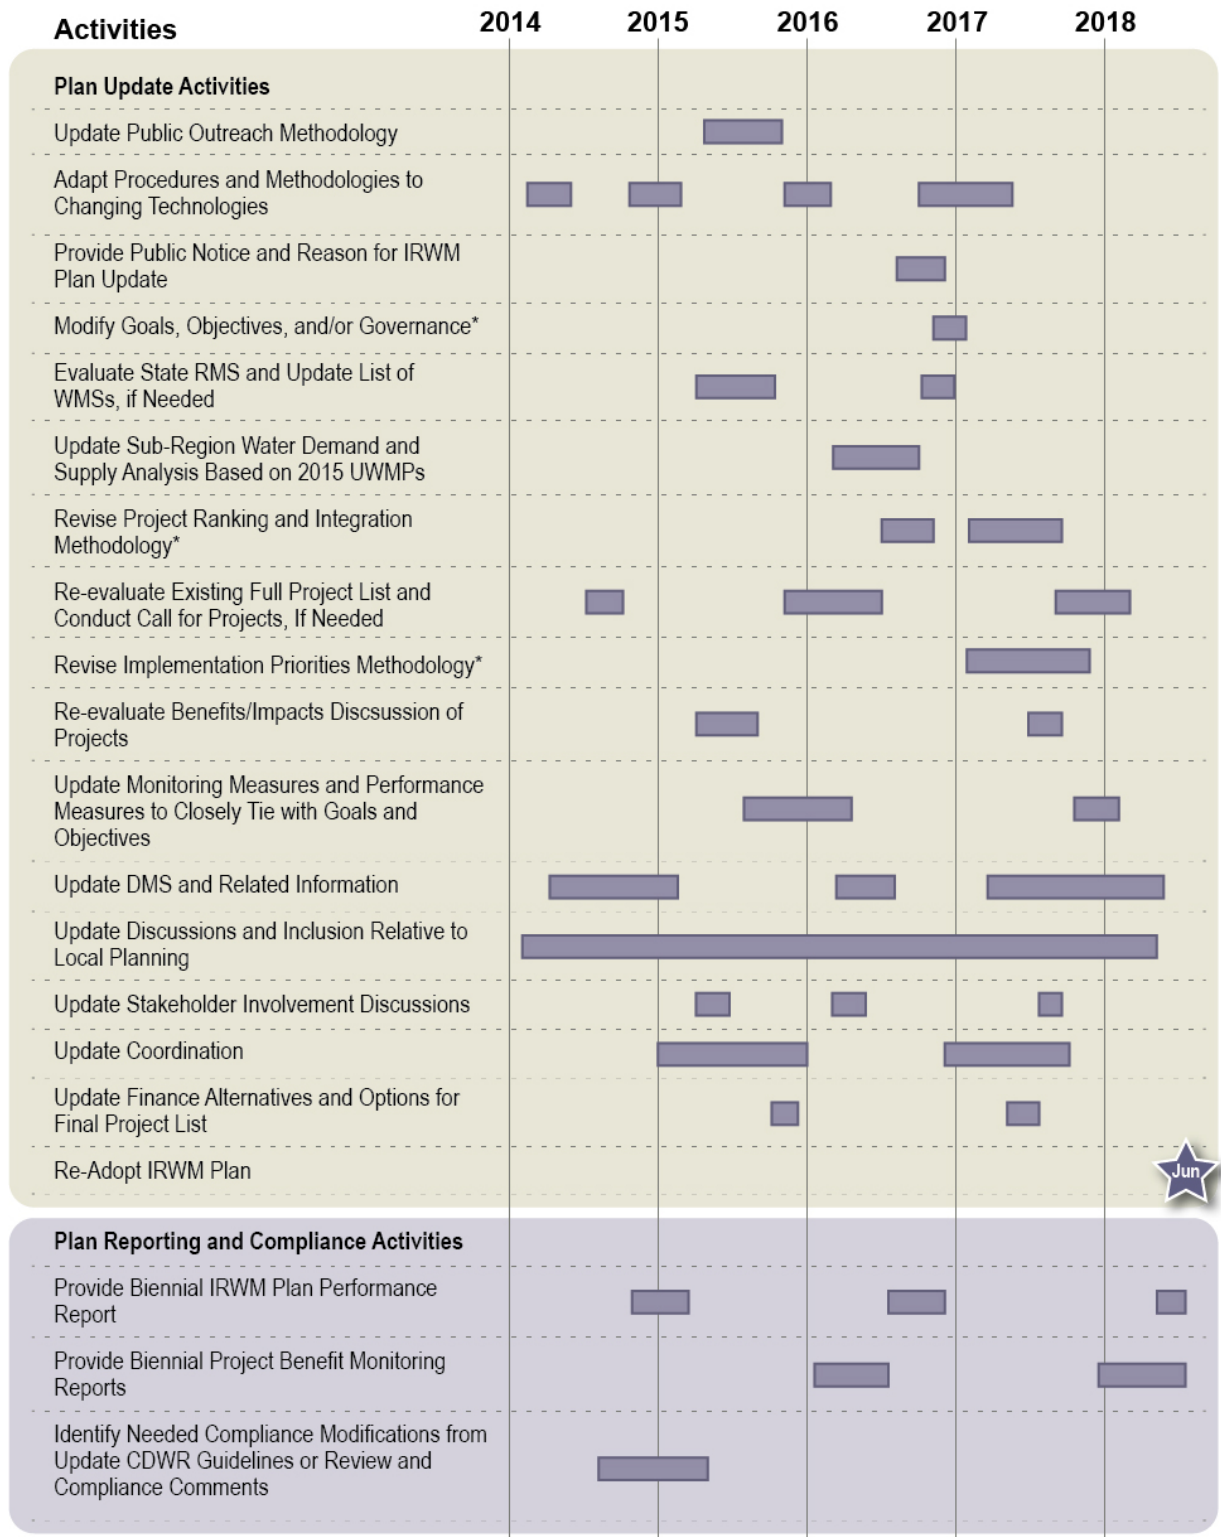 Activities 2014 2015 2016 2017 2018
Plan Update Activities
Update Public Outreach Methodology
Adapt Procedures and Methodologies to
Changing Technologies
Provide Public Notice and Reason for IRWM
Plan Update
Modify Goals, Objectives, and/or Governance*
Evaluate State RMS and Update List of
WMSs, if Needed
Update Sub-Region Water Demand and
Supply Analysis Based on 2015 UWMPs
Revise Project Ranking and Integration
Methodology*
Re-evaluate Existing Full Project List and
Conduct Call for Projects, If Needed
Revise Implementation Priorities Methodology*
Re-evaluate Benefits/Impacts Discsussion of
Projects
Update Monitoring Measures and Performance
Measures to Closely Tie with Goals and
Objectives
Update DMS and Related Information
Update Discussions and Inclusion Relative to
Local Planning
Update Stakeholder Involvement Discussions
Update Coordination
Update Finance Alternatives and Options for
Final Project List
Re-Adopt IRWM Plan
Jun
Plan Reporting and Compliance Activities
Provide Biennial IRWM Plan Performance
Report
Provide Biennial Project Benefit Monitoring
Reports
Identify Needed Compliance Modifications from
Update CDWR Guidelines or Review and
Compliance Comments